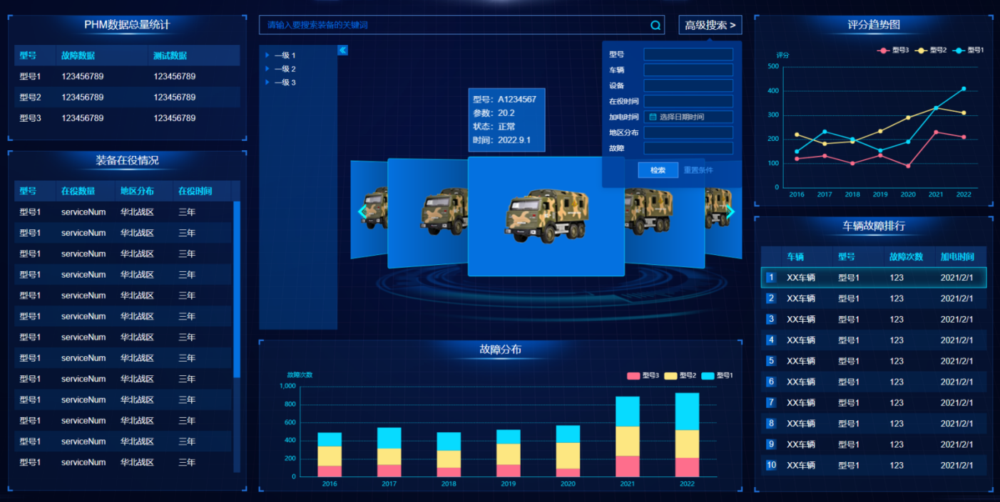 PHM数据总量统计
型号 故障数据 测试数据
型号1 123456789 123456789
型号2 123456789 123456789
型号3 123456789 123456789
装备在役情况
型号 在役数量 地区分布 在役时间
型号1 serviceNum 华北战区 三年
型号1 serviceNum 华北战区 三年
型号1 serviceNum 华北战区 三年
型号1 serviceNum 华北战区 三年
型号1 serviceNum 华北战区 三年
型号1 serviceNum 华北战区 三年
型号1 serviceNum 华北战区 三年
型号1 serviceNum 华北战区 三年
型号1 serviceNum 华北战区 三年
型号1 serviceNum 华北战区 三年
型号1 serviceNum 华北战区 三年
型号1 serviceNum 华北战区 三年
型号1 serviceNum 华北战区 三年
请输入要搜索装备的关键词
高级搜索 >
一级 1
一级 2
一级 3
型号：A1234567
参数：20.2
状态：正常
时间：2022.9.1
型号
车辆
设备
在役时间
加电时间 选择日期时间
地区分布
故障
检索 重置条件
故障分布
故障次数
型号3 型号2 型号1
1,000
800
600
400
200
0
2016 2017 2018 2019 2020 2021 2022
评分趋势图
型号3 型号2 型号1
评分
500
400
300
200
100
0
2016 2017 2018 2019 2020 2021 2022
车辆故障排行
车辆 型号 故障次数 加电时间
1 XX车辆 型号1 123 2021/2/1
2 XX车辆 型号1 123 2021/2/1
3 XX车辆 型号1 123 2021/2/1
4 XX车辆 型号1 123 2021/2/1
5 XX车辆 型号1 123 2021/2/1
6 XX车辆 型号1 123 2021/2/1
7 XX车辆 型号1 123 2021/2/1
8 XX车辆 型号1 123 2021/2/1
9 XX车辆 型号1 123 2021/2/1
10 XX车辆 型号1 123 2021/2/1